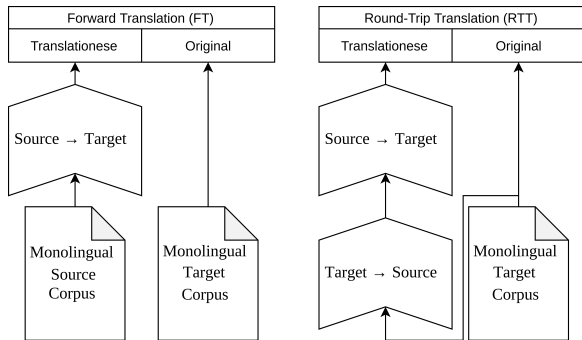 Forward Translation (FT)
Translationese
Original
Source → Target
Monolingual
Source
Corpus
Monolingual
Target
Corpus
Round-Trip Translation (RTT)
Translationese
Original
Source → Target
Target → Source
Monolingual
Target
Corpus